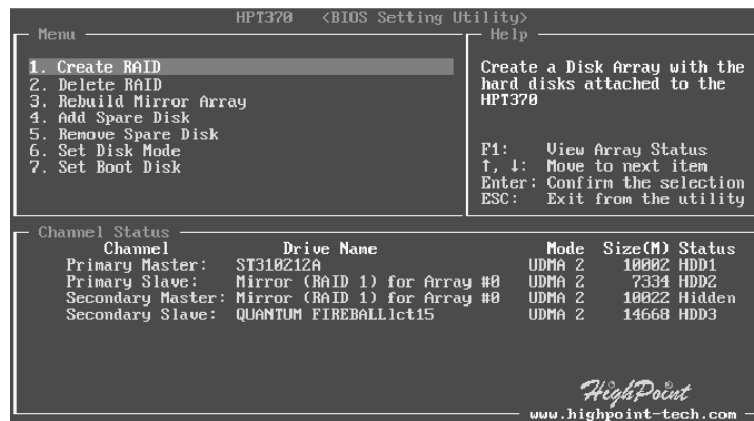 HPT370 <BIOS Setting Utility>
Menu
1. Create RAID
2. Delete RAID
3. Rebuild Mirror Array
4. Add Spare Disk
5. Remove Spare Disk
6. Set Disk Mode
7. Set Boot Disk
Help
Create a Disk Array with the
hard disks attached to the
HPT370
F1: View Array Status
↑, ↓: Move to next item
Enter: Confirm the selection
ESC: Exit from the utility
Channel Status
Channel Drive Name Mode Size(M) Status
Primary Master: ST310212A UDMA 2 10002 HDD1
Primary Slave: Mirror (RAID 1) for Array #0 UDMA 2 7334 HDD2
Secondary Master: Mirror (RAID 1) for Array #0 UDMA 2 10022 Hidden
Secondary Slave: QUANTUM FIREBALLlct15 UDMA 2 14668 HDD3
HighPoint
www.highpoint-tech.com